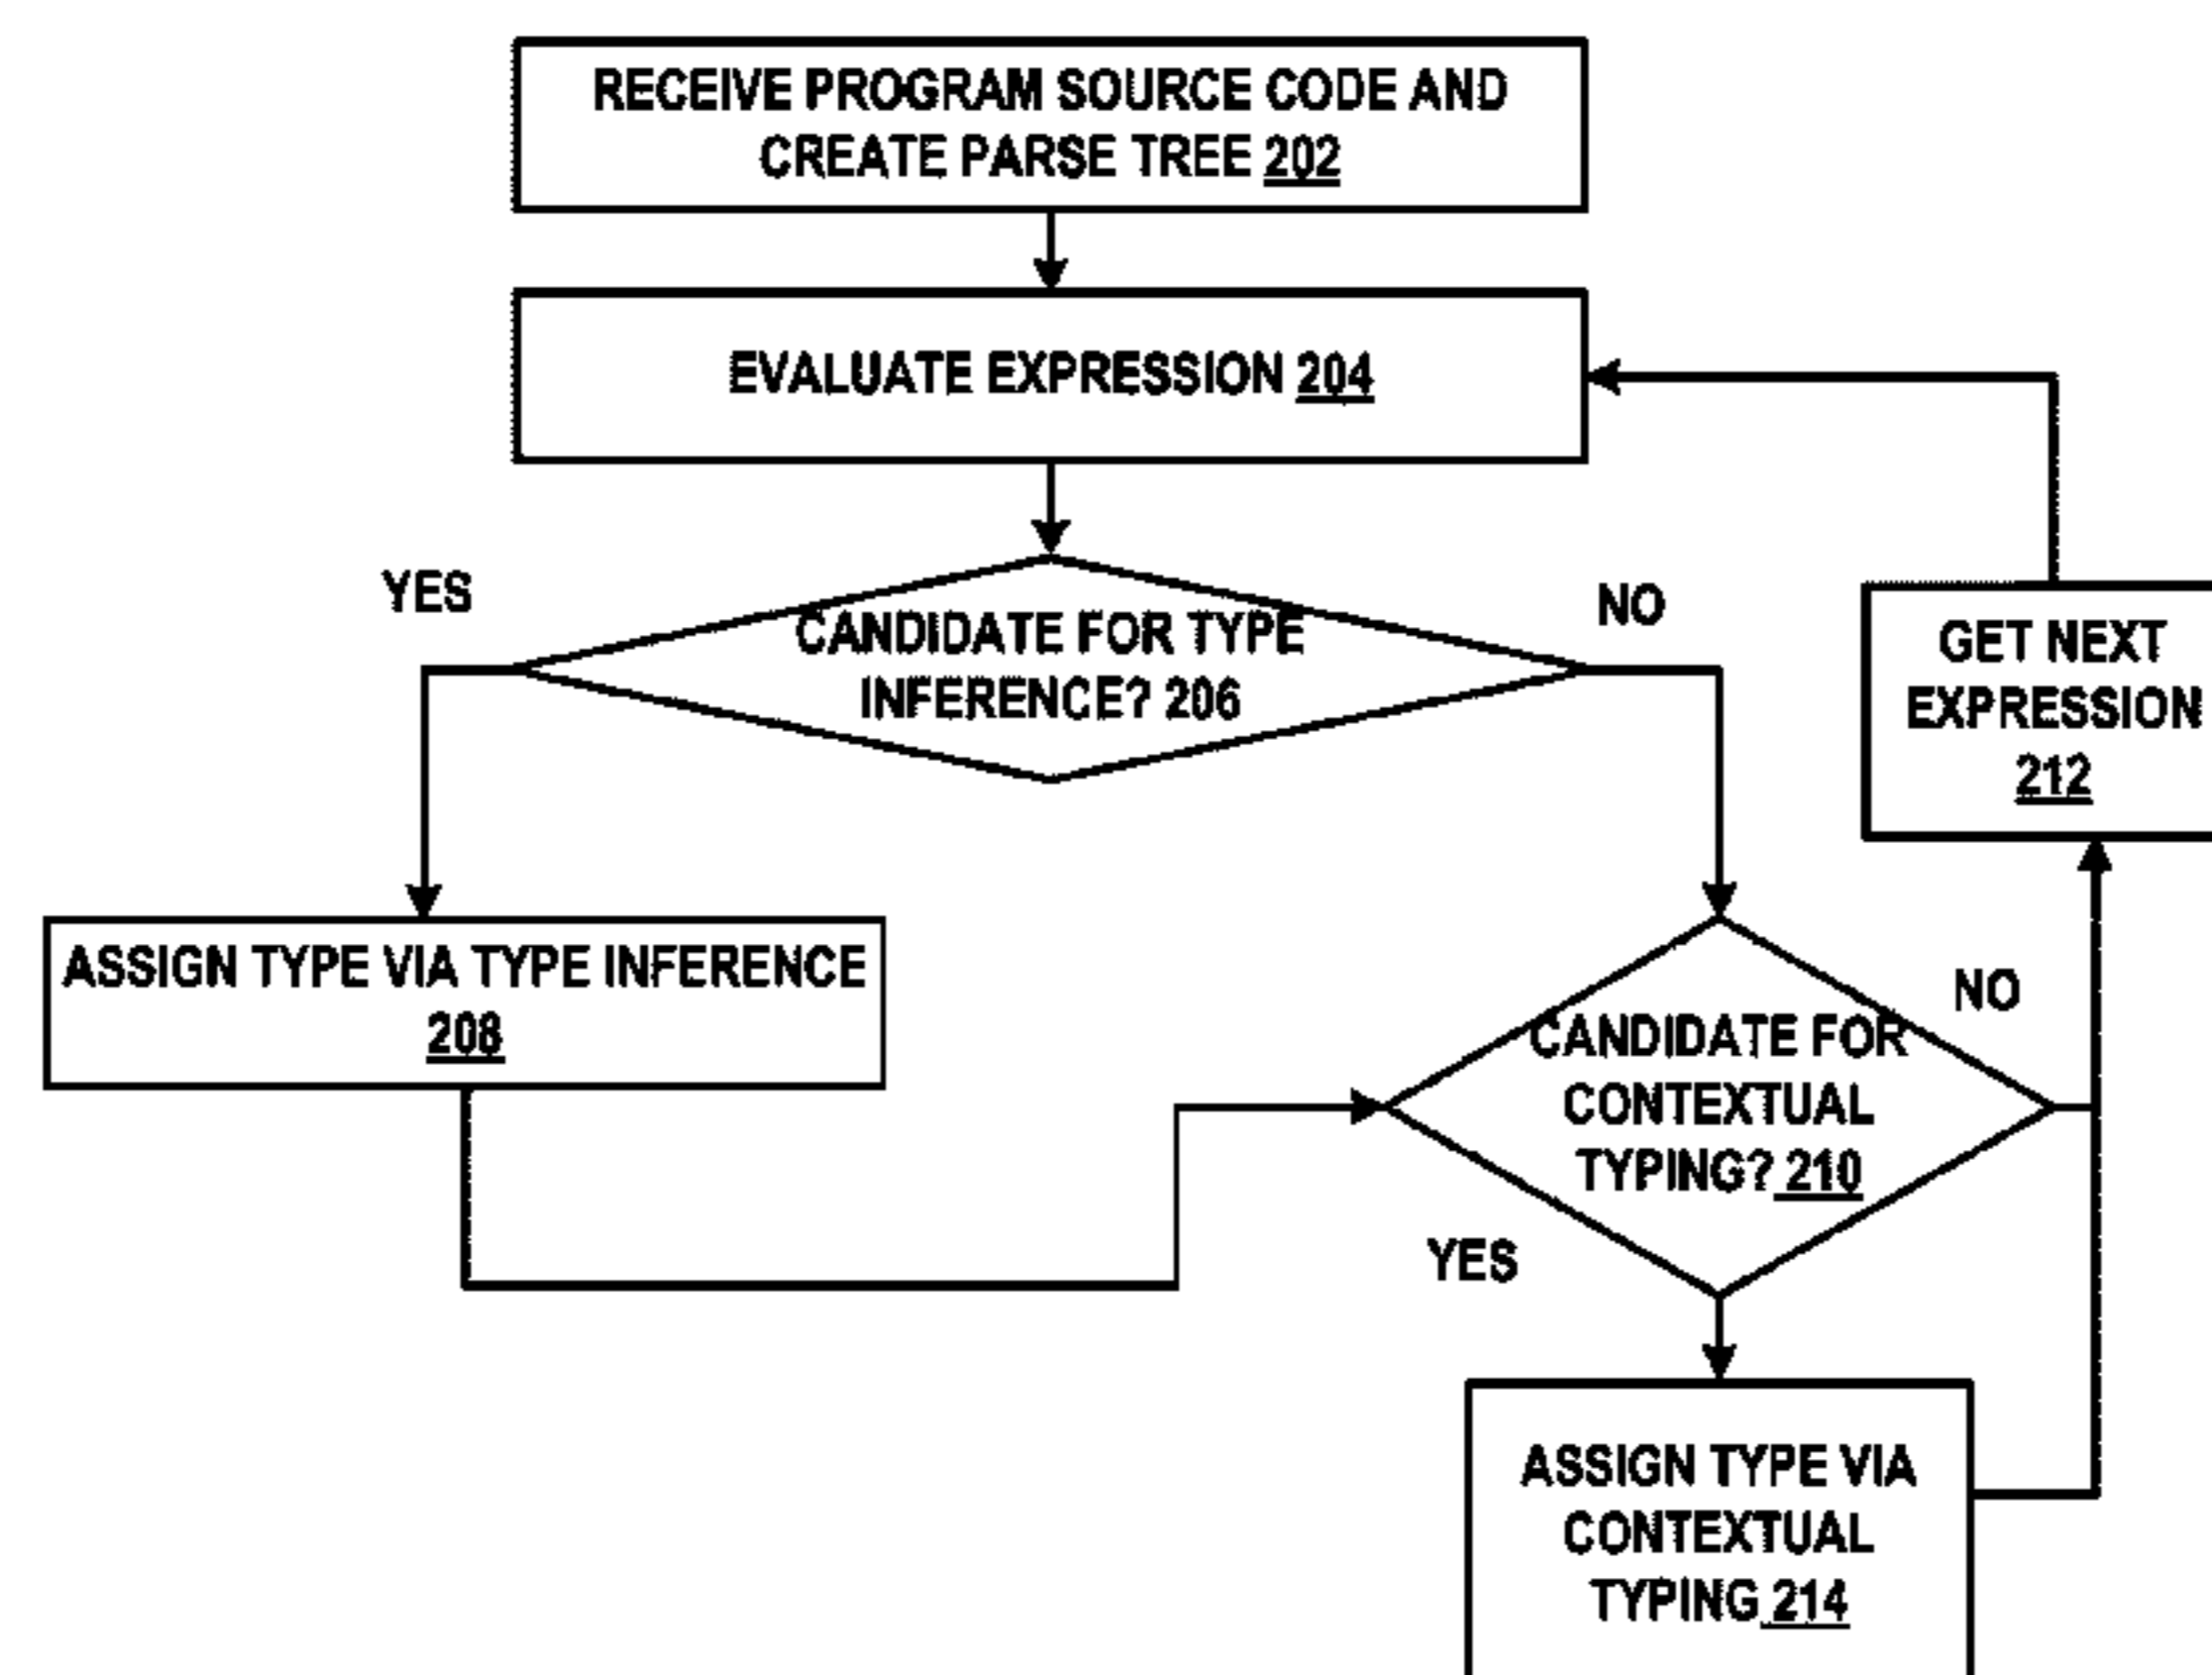 RECEIVE PROGRAM SOURCE CODE AND
CREATE PARSE TREE 202
EVALUATE EXPRESSION 204
YES
CANDIDATE FOR TYPE
INFERENCE? 206
NO
GET NEXT
EXPRESSION
212
ASSIGN TYPE VIA TYPE INFERENCE
208
CANDIDATE FOR
CONTEXTUAL
TYPING? 210
NO
YES
ASSIGN TYPE VIA
CONTEXTUAL
TYPING 214